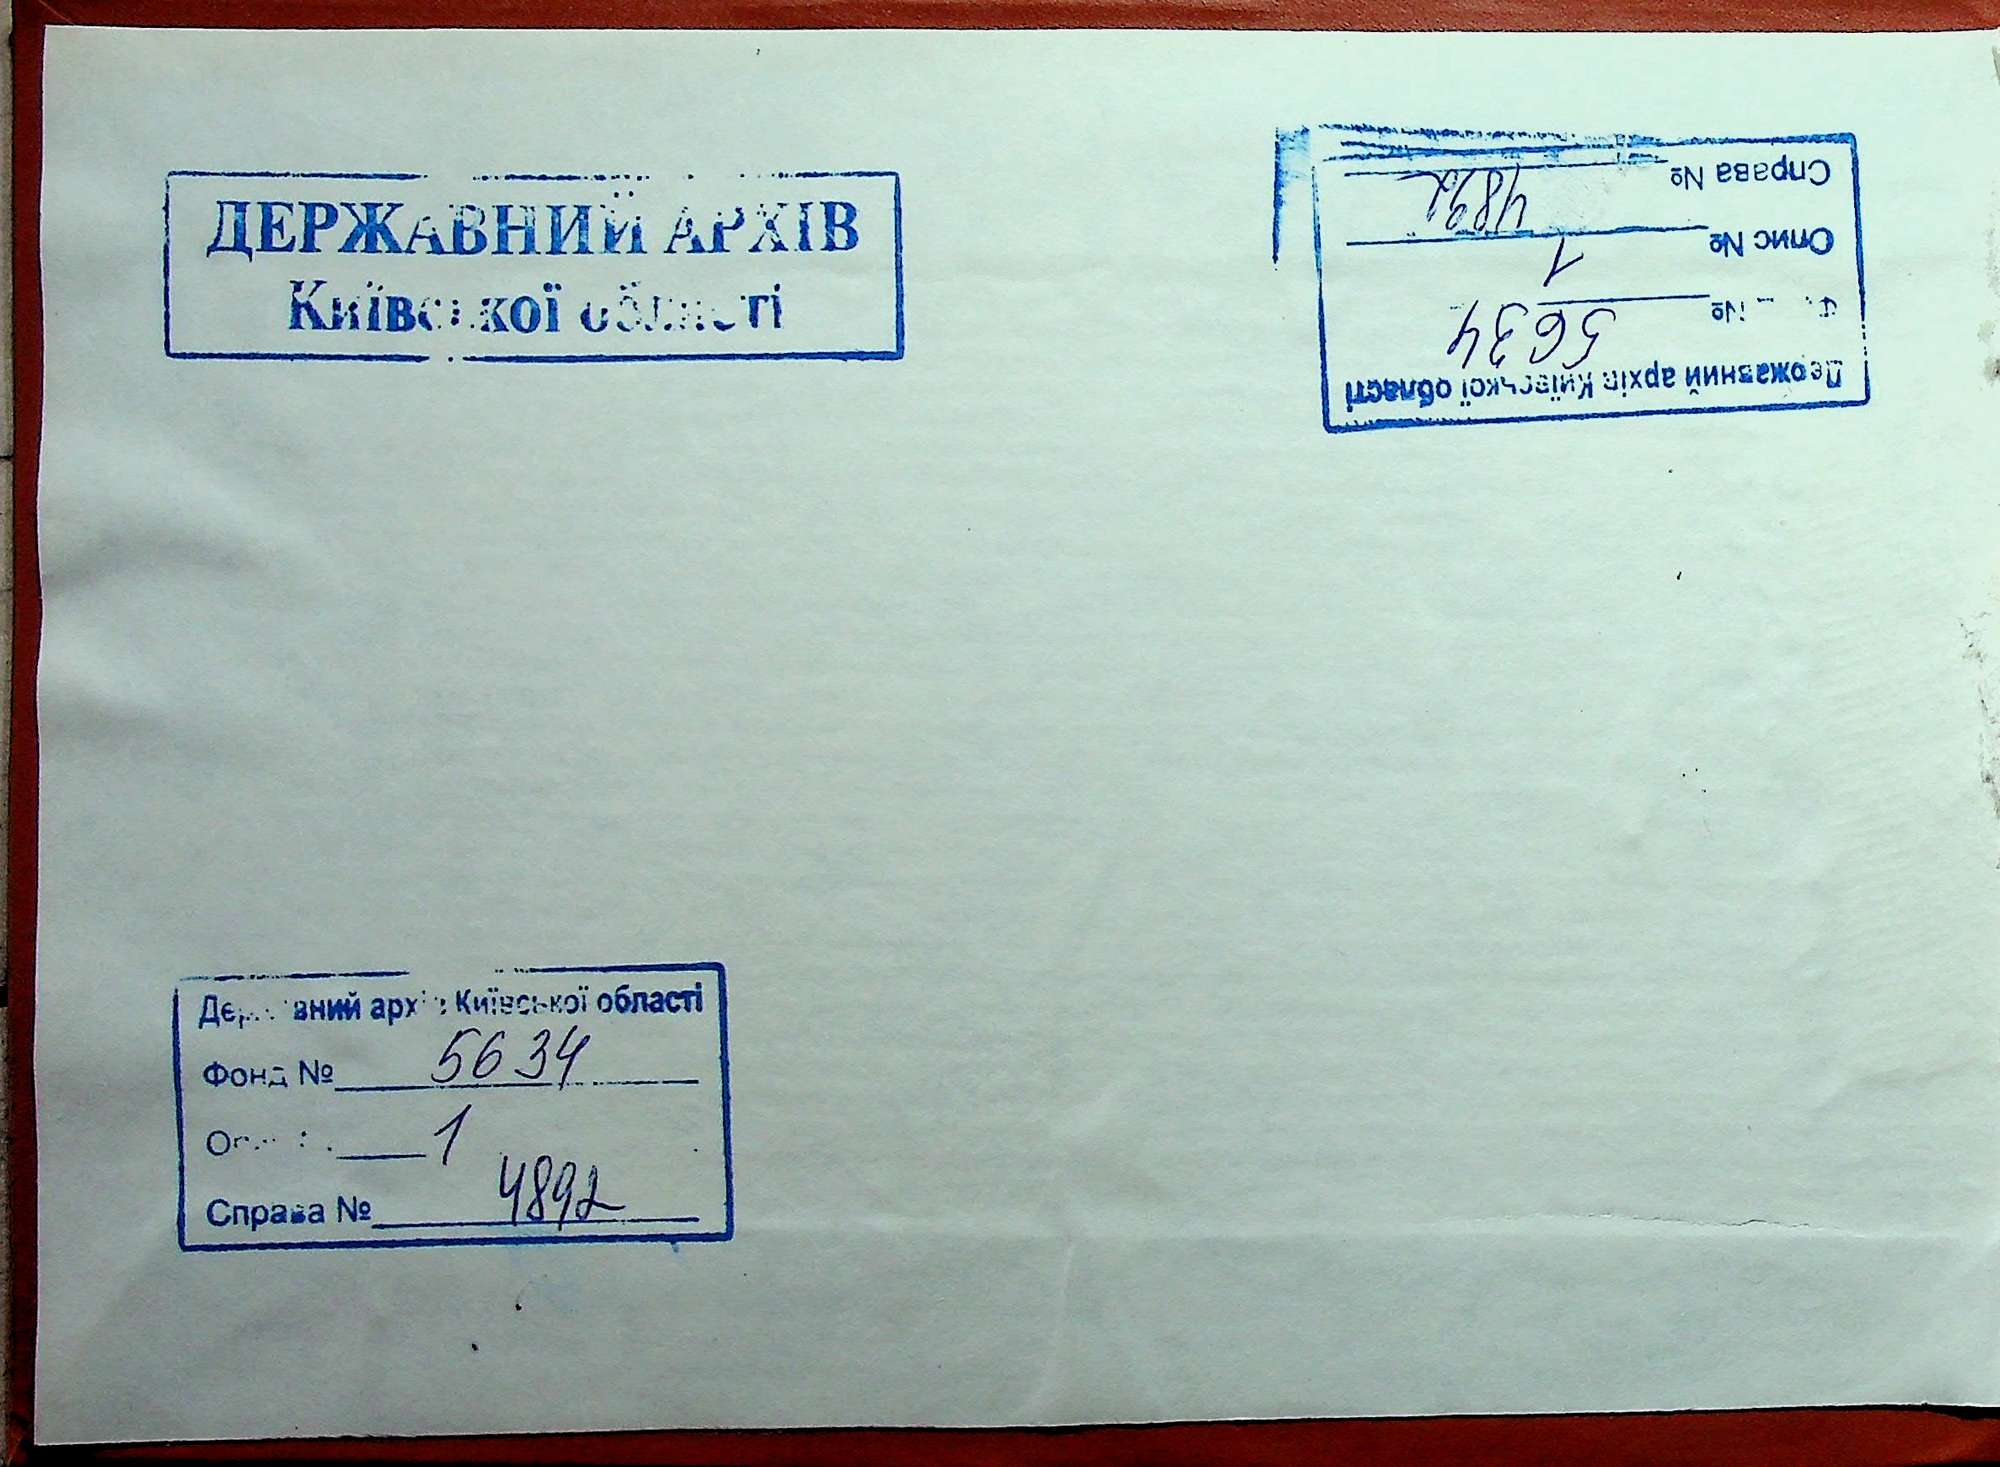 ДЕРЖАВНИЙ АРХІВ
Київської області
Державний архів Київської області
Фонд № 5634
Опис № 1
Справа № 4892
Державний архів Київської області
Фонд № 5634
Опис № 1
Справа № 4892